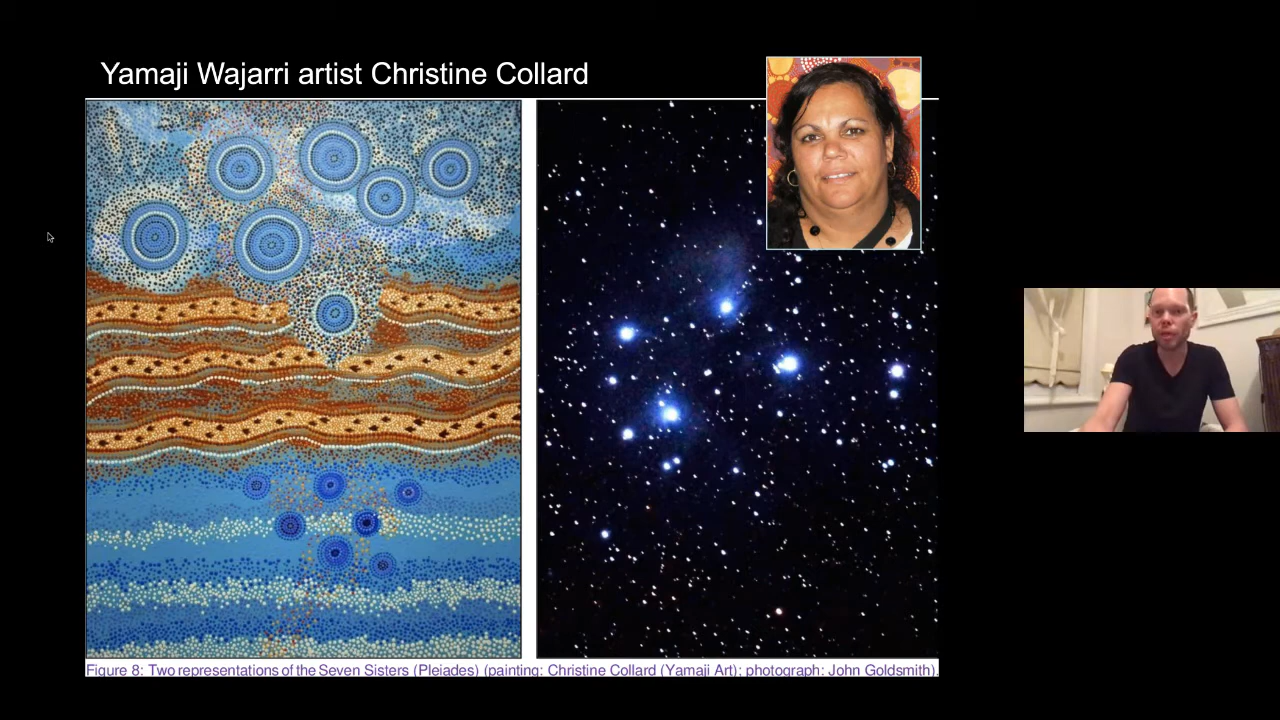 Yamaji Wajarri artist Christine Collard
Figure 8: Two representations of the Seven Sisters (Pleiades) (painting: Christine Collard (Yamaji Art); photograph: John Goldsmith).